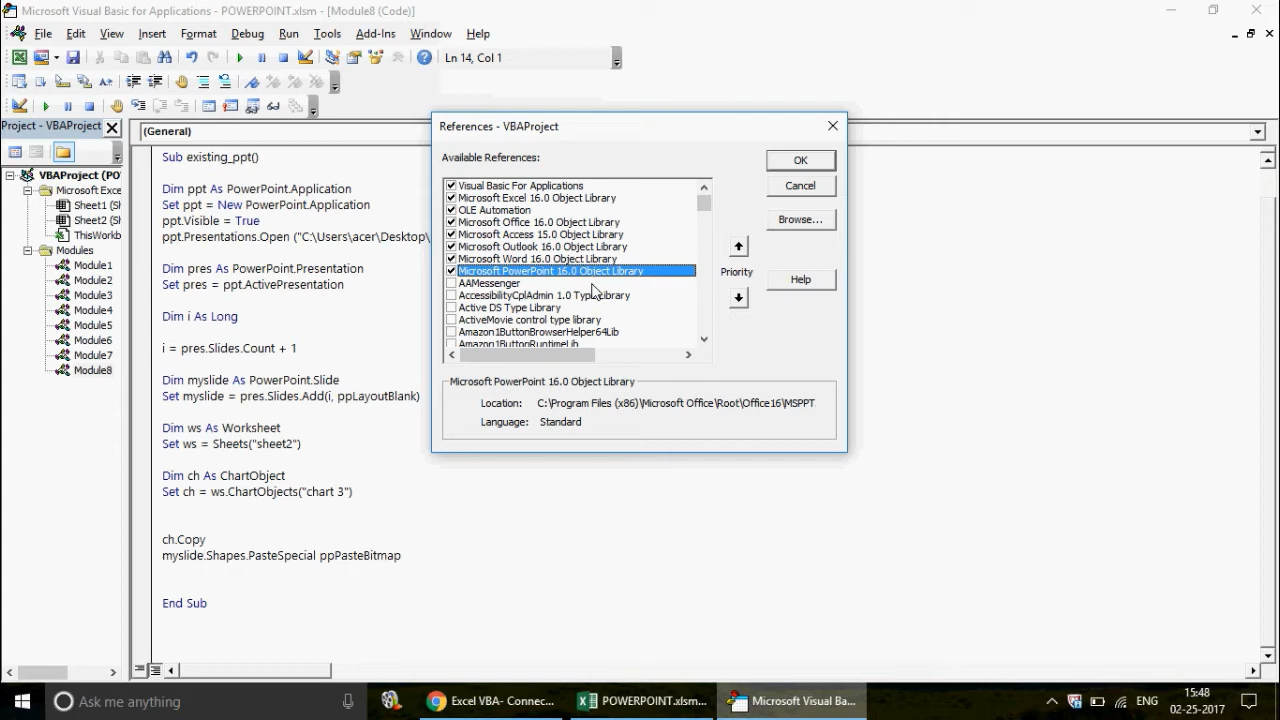 Microsoft Visual Basic for Applications - POWERPOINT.xlsm - [Module8 (Code)]
File Edit View Insert Format Debug Run Tools Add-Ins Window Help
Ln 14, Col 1
Project - VBAProject
(General)
VBAProject (PO
Microsoft Exce
Sheet1 (Sh
Sheet2 (Sh
ThisWorkb
Modules
Module1
Module2
Module3
Module4
Module5
Module6
Module7
Module8
Sub existing_ppt()
Dim ppt As PowerPoint.Application
Set ppt = New PowerPoint.Application
ppt.Visible = True
ppt.Presentations.Open ("C:\Users\acer\Desktop\
Dim pres As PowerPoint.Presentation
Set pres = ppt.ActivePresentation
Dim i As Long
i = pres.Slides.Count + 1
Dim myslide As PowerPoint.Slide
Set myslide = pres.Slides.Add(i, ppLayoutBlank)
Dim ws As Worksheet
Set ws = Sheets("sheet2")
Dim ch As ChartObject
Set ch = ws.ChartObjects("chart 3")
ch.Copy
myslide.Shapes.PasteSpecial ppPasteBitmap
End Sub
References - VBAProject
Available References:
Visual Basic For Applications
Microsoft Excel 16.0 Object Library
OLE Automation
Microsoft Office 16.0 Object Library
Microsoft Access 15.0 Object Library
Microsoft Outlook 16.0 Object Library
Microsoft Word 16.0 Object Library
Microsoft PowerPoint 16.0 Object Library
AAMessenger
AccessibilityCplAdmin 1.0 Type Library
Active DS Type Library
ActiveMovie control type library
Amazon1ButtonBrowserHelper64Lib
Amazon1ButtonRuntimeLib
OK
Cancel
Browse...
Priority
Help
Microsoft PowerPoint 16.0 Object Library
Location: C:\Program Files (x86)\Microsoft Office\Root\Office16\MSPPT
Language: Standard
Ask me anything
Excel VBA- Connec...
POWERPOINT.xlsm...
Microsoft Visual Ba...
ENG
15:48
02-25-2017